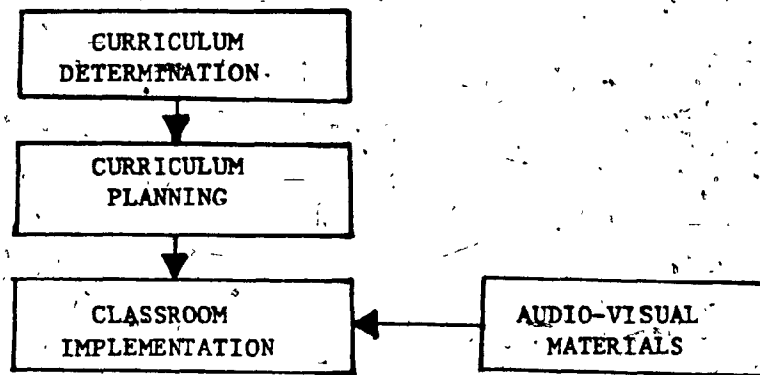 CURRICULUM
DETERMINATION
CURRICULUM
PLANNING
CLASSROOM
IMPLEMENTATION
AUDIO-VISUAL
MATERIALS